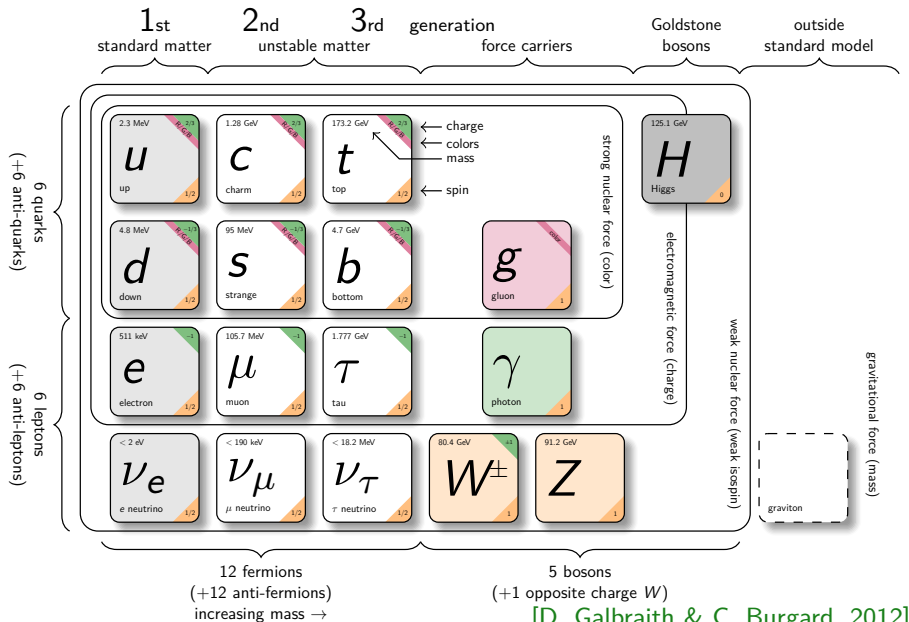 1st 2nd 3rd generation
standard matter unstable matter force carriers Goldstone bosons outside standard model
6 quarks
(+6 anti-quarks)
6 leptons
(+6 anti-leptons)
2.3 MeV 2/3
R/G/B
u
up 1/2
1.28 GeV 2/3
R/G/B
c
charm 1/2
173.2 GeV 2/3
R/G/B
t
top 1/2
charge
colors
mass
spin
125.1 GeV
H
Higgs 0
4.8 MeV −1/3
R/G/B
d
down 1/2
95 MeV −1/3
R/G/B
s
strange 1/2
4.7 GeV −1/3
R/G/B
b
bottom 1/2
color
g
gluon 1
strong nuclear force (color)
511 keV −1
e
electron 1/2
105.7 MeV −1
μ
muon 1/2
1.777 GeV −1
τ
tau 1/2
γ
photon 1
electromagnetic force (charge)
< 2 eV
νe
e neutrino 1/2
< 190 keV
νμ
μ neutrino 1/2
< 18.2 MeV
ντ
τ neutrino 1/2
80.4 GeV ±1
W±
1
91.2 GeV
Z
1
weak nuclear force (weak isospin)
graviton
gravitational force (mass)
12 fermions
(+12 anti-fermions)
increasing mass →
5 bosons
(+1 opposite charge W)
[D. Galbraith & C. Burgard, 2012]